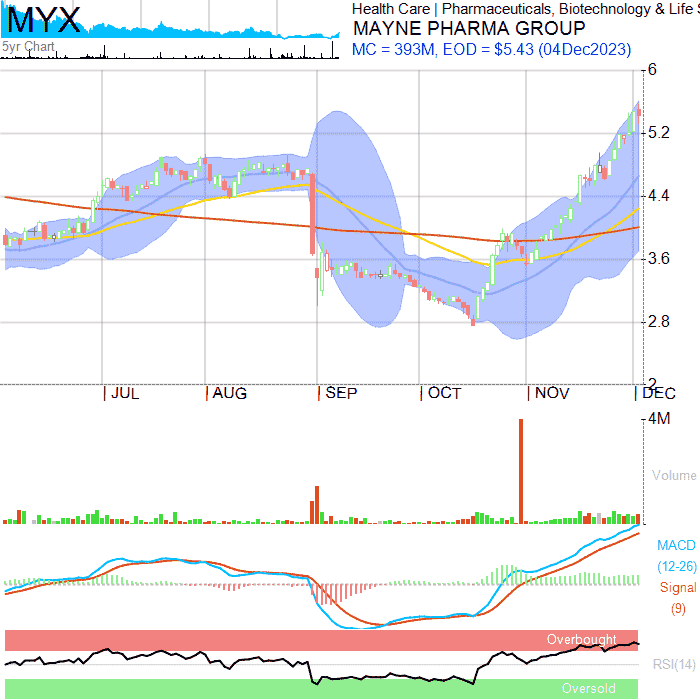 MYX
5yr Chart
Health Care | Pharmaceuticals, Biotechnology & Life S
MAYNE PHARMA GROUP
MC = 393M, EOD = $5.43 (04Dec2023)
6
5.2
4.4
3.6
2.8
2
JUL AUG SEP OCT NOV DEC
4M
Volume
MACD
(12-26)
Signal
(9)
Overbought
RSI(14)
Oversold